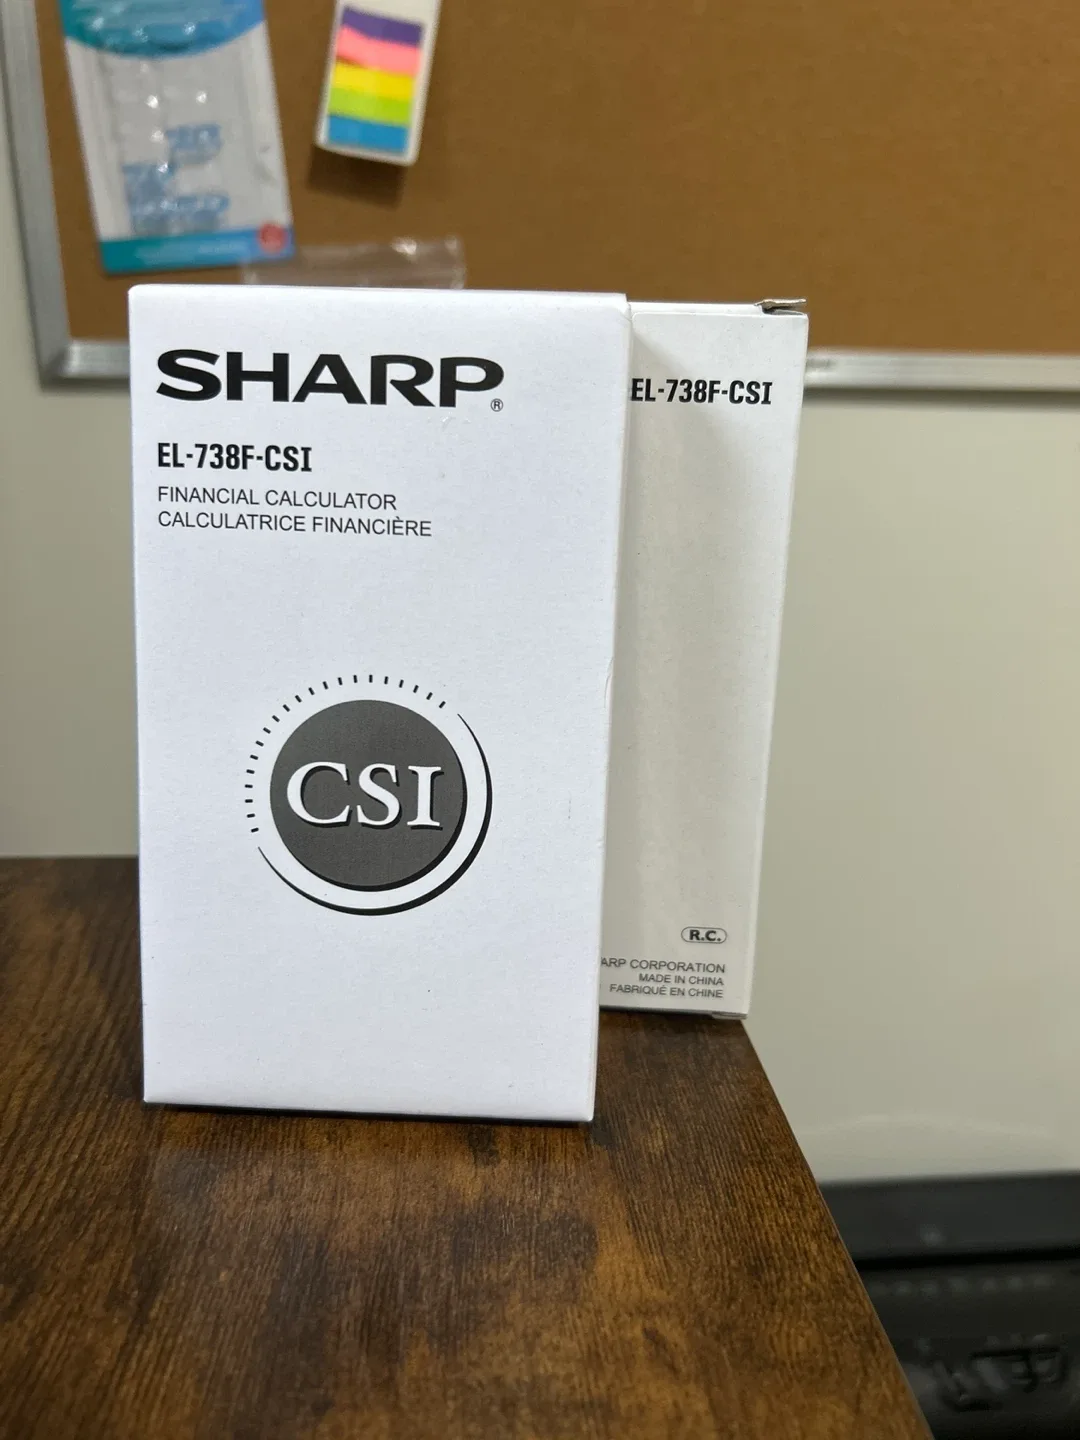 SHARP®
EL-738F-CSI
FINANCIAL CALCULATOR
CALCULATRICE FINANCIÈRE
CSI
EL-738F-CSI
R.C.
CORPORATION
MADE IN CHINA
FABRIQUÉ EN CHINE